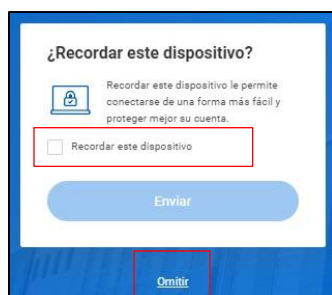 ¿Recordar este dispositivo?
Recordar este dispositivo le permite
conectarse de una forma más fácil y
proteger mejor su cuenta.
Recordar este dispositivo
Enviar
Omitir